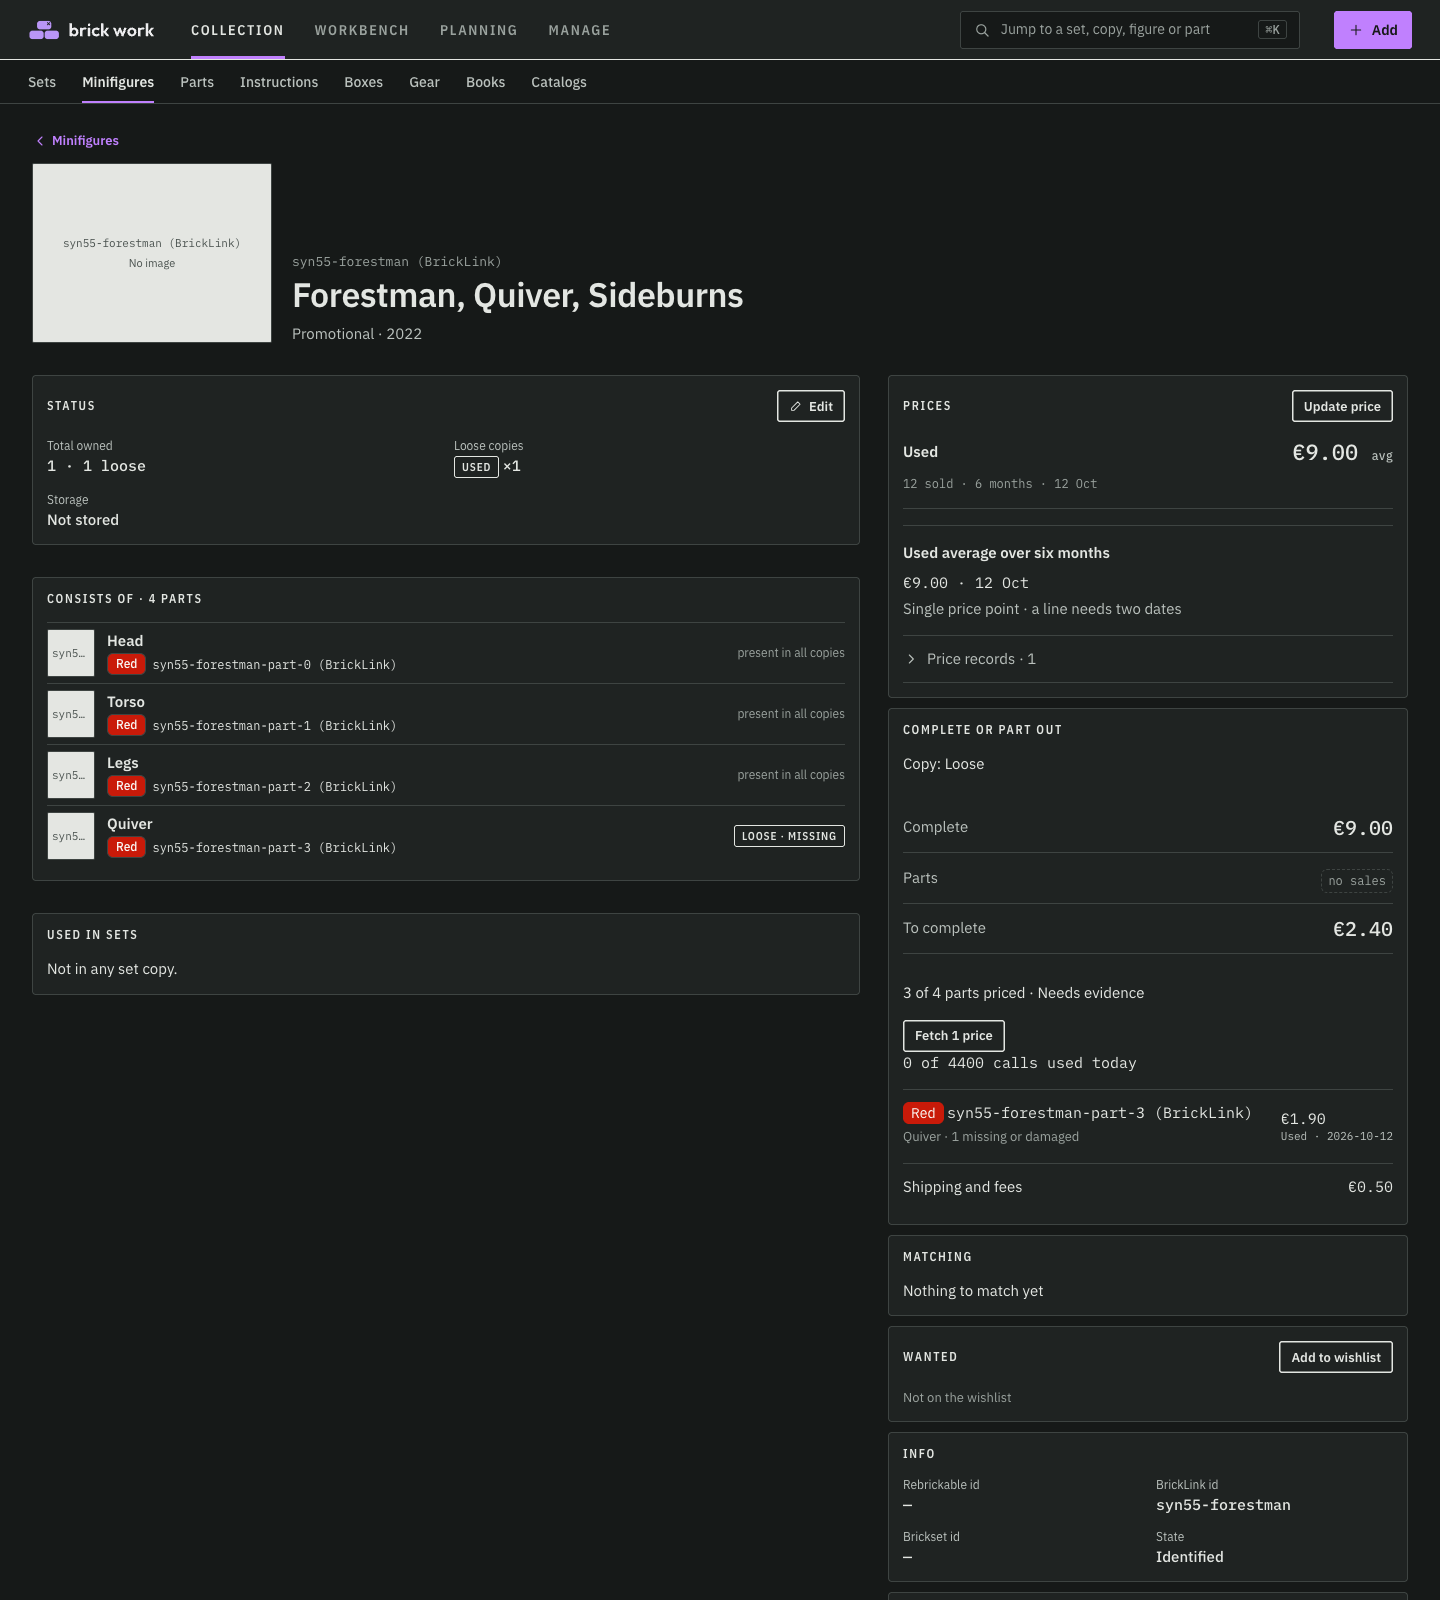 brick work
COLLECTION
WORKBENCH
PLANNING
MANAGE
Jump to a set, copy, figure or part
⌘K
Add
Sets
Minifigures
Parts
Instructions
Boxes
Gear
Books
Catalogs
Minifigures
syn55-forestman (BrickLink)
No image
syn55-forestman (BrickLink)
Forestman, Quiver, Sideburns
Promotional · 2022
STATUS
Edit
Total owned
1 · 1 loose
Loose copies
USED ×1
Storage
Not stored
CONSISTS OF · 4 PARTS
syn5…
Head
Red syn55-forestman-part-0 (BrickLink)
present in all copies
syn5…
Torso
Red syn55-forestman-part-1 (BrickLink)
present in all copies
syn5…
Legs
Red syn55-forestman-part-2 (BrickLink)
present in all copies
syn5…
Quiver
Red syn55-forestman-part-3 (BrickLink)
LOOSE · MISSING
USED IN SETS
Not in any set copy.
PRICES
Update price
Used
€9.00 avg
12 sold · 6 months · 12 Oct
Used average over six months
€9.00 · 12 Oct
Single price point · a line needs two dates
Price records · 1
COMPLETE OR PART OUT
Copy: Loose
Complete
€9.00
Parts
no sales
To complete
€2.40
3 of 4 parts priced · Needs evidence
Fetch 1 price
0 of 4400 calls used today
Red syn55-forestman-part-3 (BrickLink)
Quiver · 1 missing or damaged
€1.90
Used · 2026-10-12
Shipping and fees
€0.50
MATCHING
Nothing to match yet
WANTED
Add to wishlist
Not on the wishlist
INFO
Rebrickable id
—
BrickLink id
syn55-forestman
Brickset id
—
State
Identified